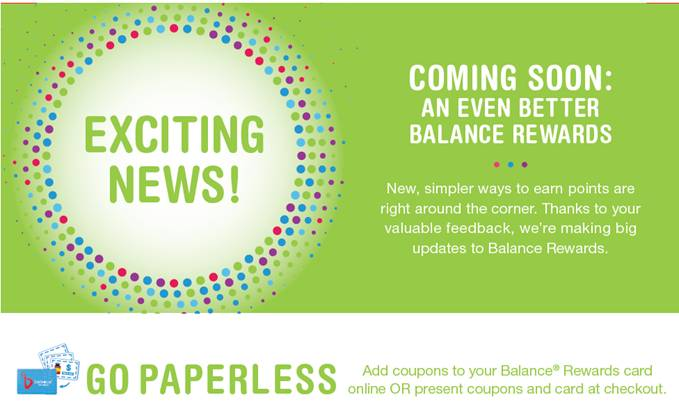 EXCITING
NEWS!
COMING SOON:
AN EVEN BETTER
BALANCE REWARDS
New, simpler ways to earn points are
right around the corner. Thanks to your
valuable feedback, we're making big
updates to Balance Rewards.
GO PAPERLESS
Add coupons to your Balance® Rewards card
online OR present coupons and card at checkout.